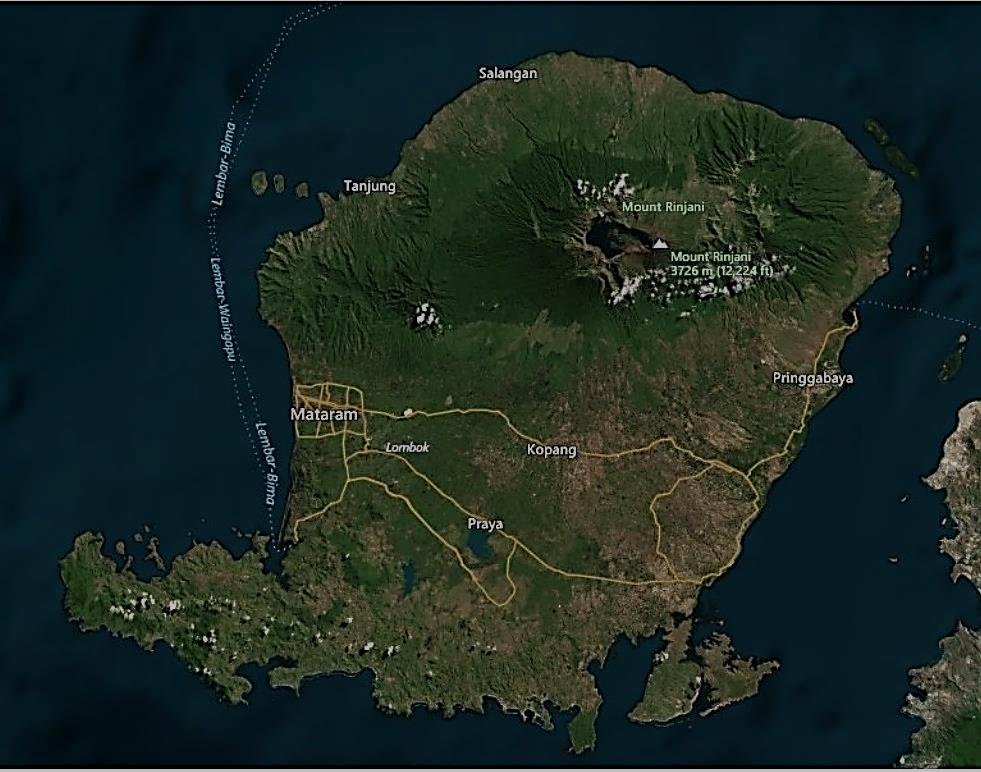 Salangan
Lembar-Bima
Tanjung
Mount Rinjani
Mount Rinjani
3726 m (12,224 ft)
Lembar-Waingapu
Pringgabaya
Mataram
Lembar-Bima
Lombok
Kopang
Praya